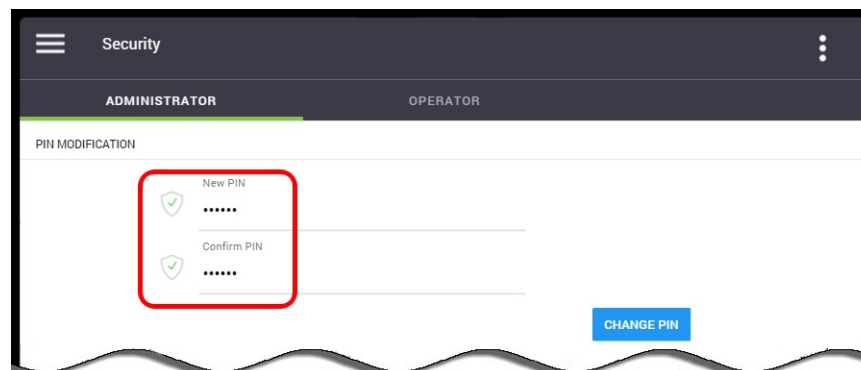 Security
ADMINISTRATOR OPERATOR
PIN MODIFICATION
New PIN
••••••
Confirm PIN
••••••
CHANGE PIN